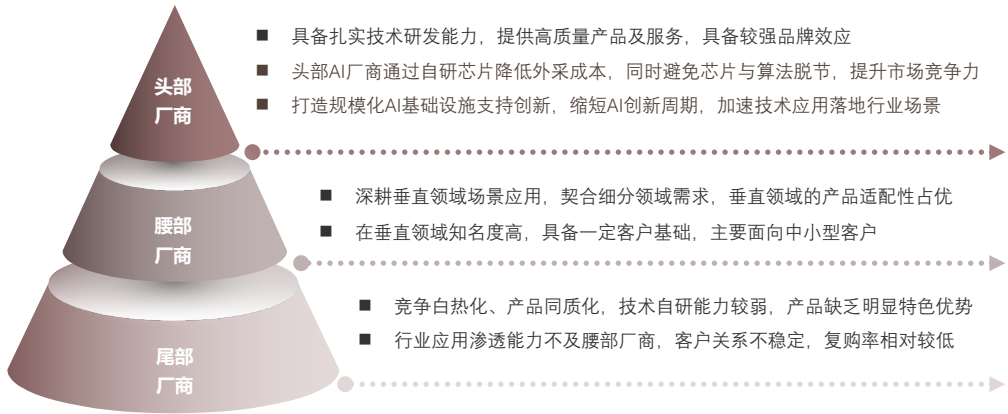 头部
厂商
■ 具备扎实技术研发能力，提供高质量产品及服务，具备较强品牌效应
■ 头部AI厂商通过自研芯片降低外采成本，同时避免芯片与算法脱节，提升市场竞争力
■ 打造规模化AI基础设施支持创新，缩短AI创新周期，加速技术应用落地行业场景
腰部
厂商
■ 深耕垂直领域场景应用，契合细分领域需求，垂直领域的产品适配性占优
■ 在垂直领域知名度高，具备一定客户基础，主要面向中小型客户
尾部
厂商
■ 竞争白热化、产品同质化，技术自研能力较弱，产品缺乏明显特色优势
■ 行业应用渗透能力不及腰部厂商，客户关系不稳定，复购率相对较低